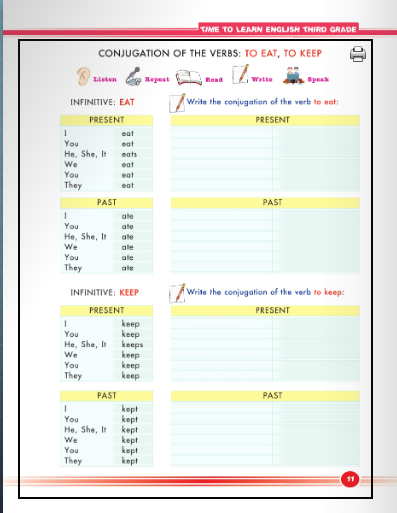 TIME TO LEARN ENGLISH THIRD GRADE
CONJUGATION OF THE VERBS: TO EAT, TO KEEP
Listen Repeat Read Write Speak
INFINITIVE: EAT
PRESENT
I eat
You eat
He, She, It eats
We eat
You eat
They eat
PAST
I ate
You ate
He, She, It ate
We ate
You ate
They ate
Write the conjugation of the verb to eat:
PRESENT
PAST
INFINITIVE: KEEP
PRESENT
I keep
You keep
He, She, It keeps
We keep
You keep
They keep
PAST
I kept
You kept
He, She, It kept
We kept
You kept
They kept
Write the conjugation of the verb to keep:
PRESENT
PAST
11